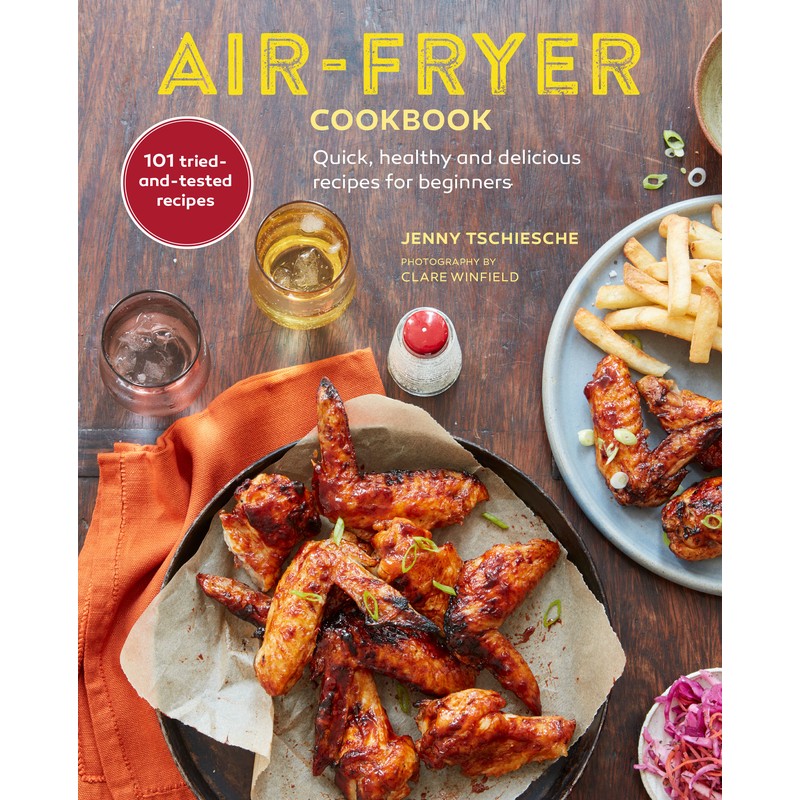 AIR-FRYER
COOKBOOK
101 tried-
and-tested
recipes
Quick, healthy and delicious
recipes for beginners
JENNY TSCHIESCHE
PHOTOGRAPHY BY
CLARE WINFIELD